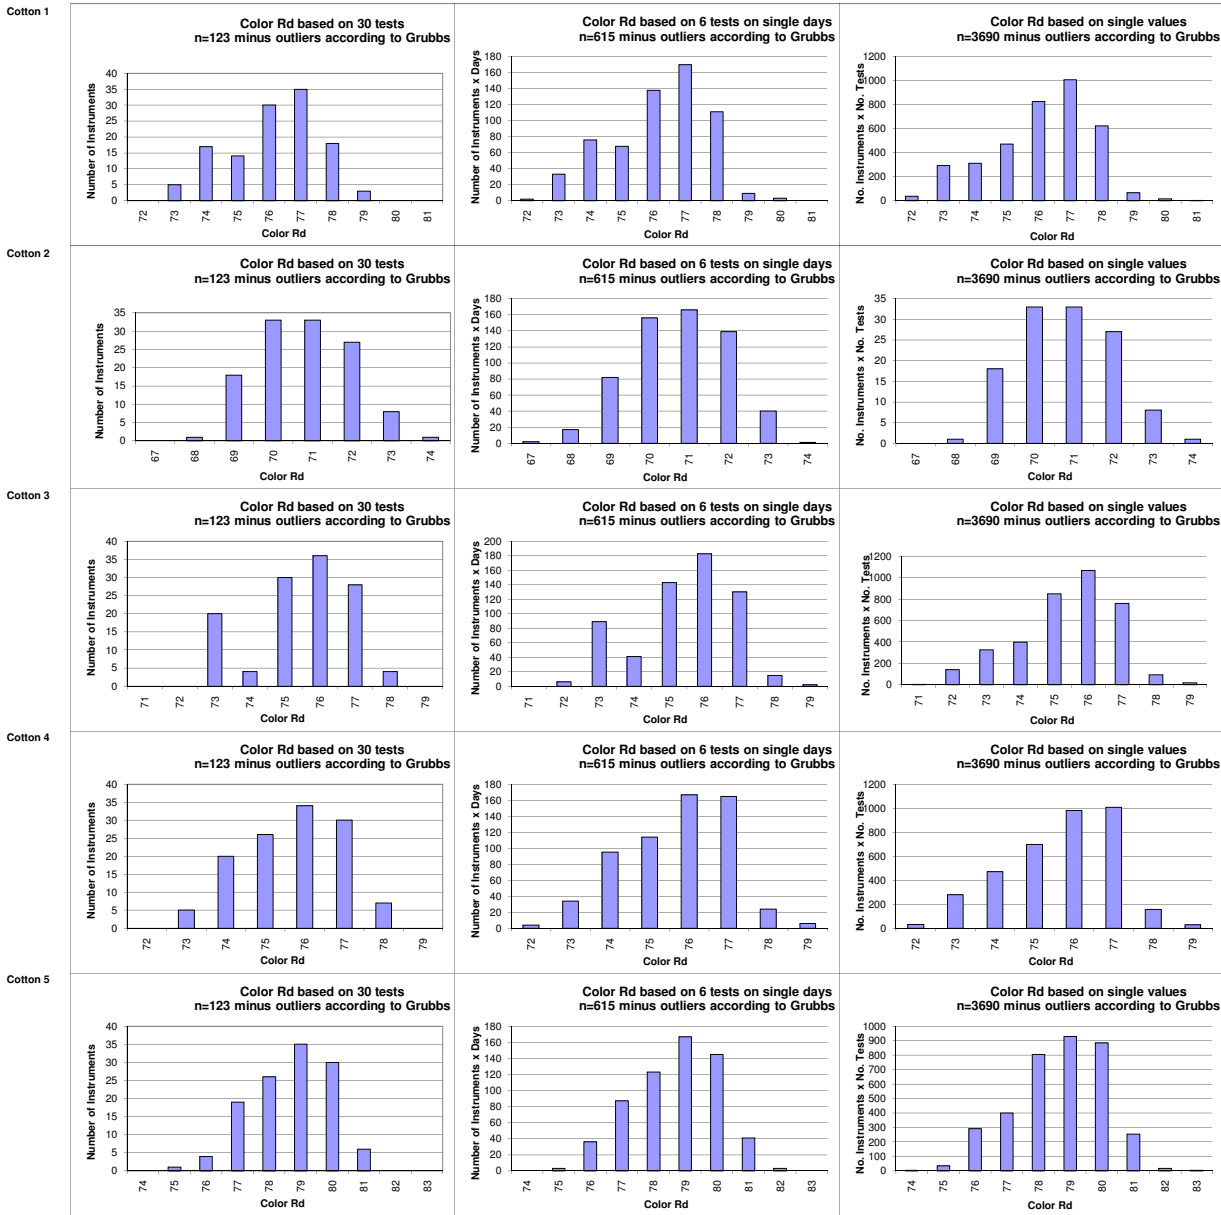 Cotton 1
Color Rd based on 30 tests
n=123 minus outliers according to Grubbs
Number of Instruments
40
35
30
25
20
15
10
5
0
72 73 74 75 76 77 78 79 80 81
Color Rd
Color Rd based on 6 tests on single days
n=615 minus outliers according to Grubbs
Number of Instruments x Days
180
160
140
120
100
80
60
40
20
0
72 73 74 75 76 77 78 79 80 81
Color Rd
Color Rd based on single values
n=3690 minus outliers according to Grubbs
No. Instruments x No. Tests
1200
1000
800
600
400
200
0
72 73 74 75 76 77 78 79 80 81
Color Rd
Cotton 2
Color Rd based on 30 tests
n=123 minus outliers according to Grubbs
Number of Instruments
35
30
25
20
15
10
5
0
67 68 69 70 71 72 73 74
Color Rd
Color Rd based on 6 tests on single days
n=615 minus outliers according to Grubbs
Number of Instruments x Days
180
160
140
120
100
80
60
40
20
0
67 68 69 70 71 72 73 74
Color Rd
Color Rd based on single values
n=3690 minus outliers according to Grubbs
No. Instruments x No. Tests
35
30
25
20
15
10
5
0
67 68 69 70 71 72 73 74
Color Rd
Cotton 3
Color Rd based on 30 tests
n=123 minus outliers according to Grubbs
Number of Instruments
40
35
30
25
20
15
10
5
0
71 72 73 74 75 76 77 78 79
Color Rd
Color Rd based on 6 tests on single days
n=615 minus outliers according to Grubbs
Number of Instruments x Days
200
180
160
140
120
100
80
60
40
20
0
71 72 73 74 75 76 77 78 79
Color Rd
Color Rd based on single values
n=3690 minus outliers according to Grubbs
No. Instruments x No. Tests
1200
1000
800
600
400
200
0
71 72 73 74 75 76 77 78 79
Color Rd
Cotton 4
Color Rd based on 30 tests
n=123 minus outliers according to Grubbs
Number of Instruments
40
35
30
25
20
15
10
5
0
72 73 74 75 76 77 78 79
Color Rd
Color Rd based on 6 tests on single days
n=615 minus outliers according to Grubbs
Number of Instruments x Days
180
160
140
120
100
80
60
40
20
0
72 73 74 75 76 77 78 79
Color Rd
Color Rd based on single values
n=3690 minus outliers according to Grubbs
No. Instruments x No. Tests
1200
1000
800
600
400
200
0
72 73 74 75 76 77 78 79
Color Rd
Cotton 5
Color Rd based on 30 tests
n=123 minus outliers according to Grubbs
Number of Instruments
40
35
30
25
20
15
10
5
0
74 75 76 77 78 79 80 81 82 83
Color Rd
Color Rd based on 6 tests on single days
n=615 minus outliers according to Grubbs
Number of Instruments x Days
180
160
140
120
100
80
60
40
20
0
74 75 76 77 78 79 80 81 82 83
Color Rd
Color Rd based on single values
n=3690 minus outliers according to Grubbs
No. Instruments x No. Tests
1000
900
800
700
600
500
400
300
200
100
0
74 75 76 77 78 79 80 81 82 83
Color Rd